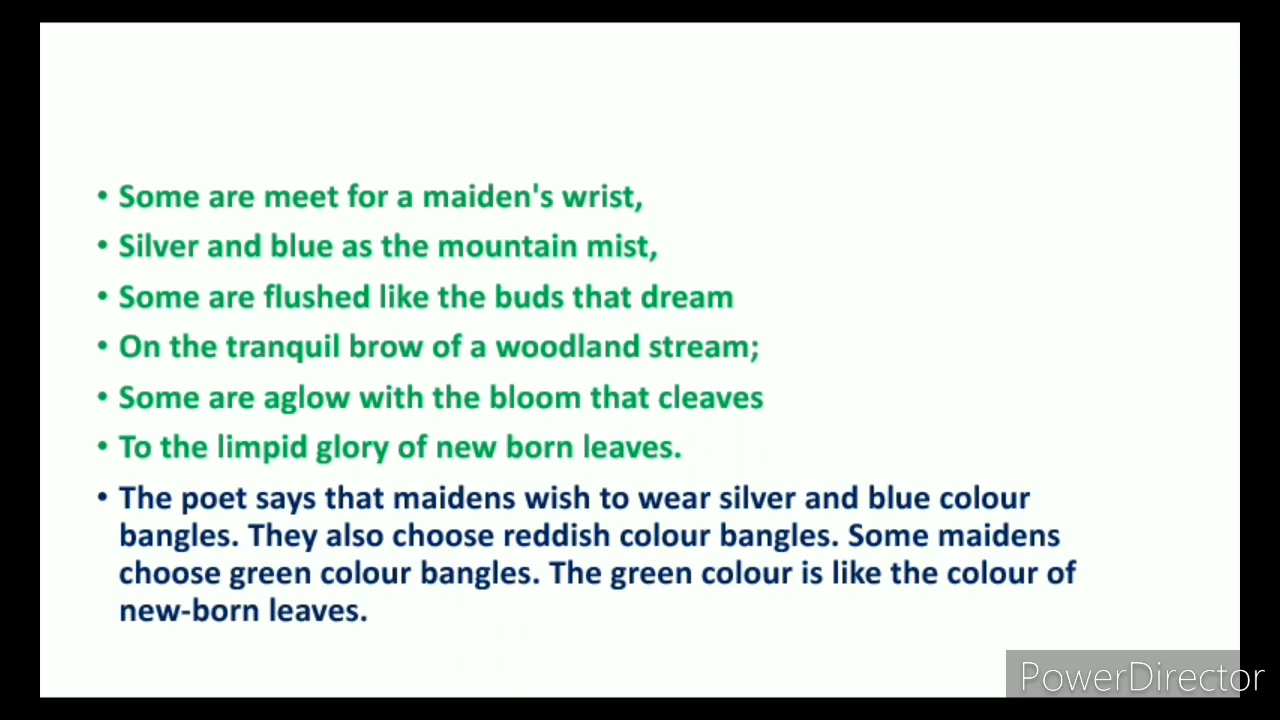 • Some are meet for a maiden's wrist,
• Silver and blue as the mountain mist,
• Some are flushed like the buds that dream
• On the tranquil brow of a woodland stream;
• Some are aglow with the bloom that cleaves
• To the limpid glory of new born leaves.
• The poet says that maidens wish to wear silver and blue colour
bangles. They also choose reddish colour bangles. Some maidens
choose green colour bangles. The green colour is like the colour of
new-born leaves.
PowerDirector